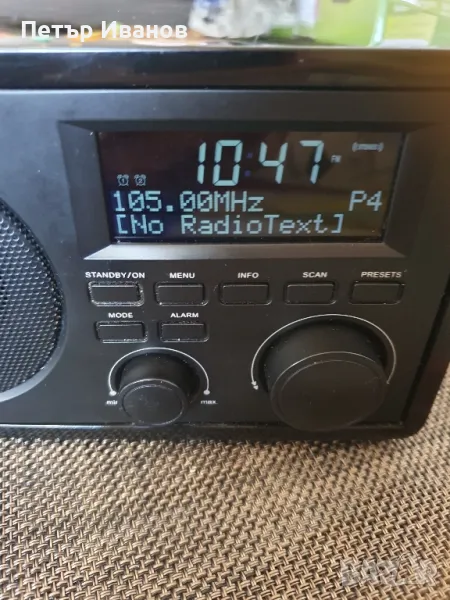 Петър Иванов
10:47 FM
105.00MHz P4
[No RadioText]
STANDBY/ON MENU INFO SCAN PRESETS
MODE ALARM
min max.